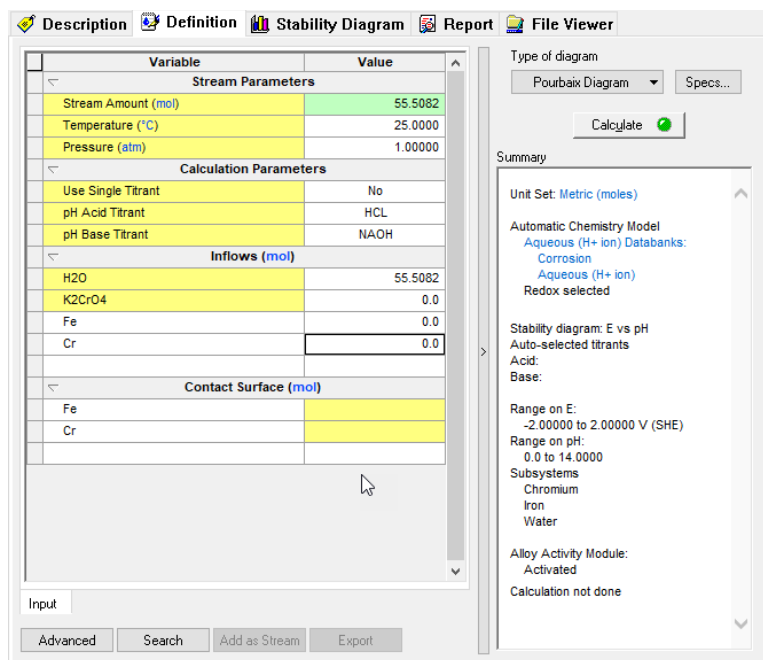 Description Definition Stability Diagram Report File Viewer
Variable Value
Stream Parameters
Stream Amount (mol) 55.5082
Temperature (°C) 25.0000
Pressure (atm) 1.00000
Calculation Parameters
Use Single Titrant No
pH Acid Titrant HCL
pH Base Titrant NAOH
Inflows (mol)
H2O 55.5082
K2CrO4 0.0
Fe 0.0
Cr 0.0
Contact Surface (mol)
Fe
Cr
Input
Advanced Search Add as Stream Export
Type of diagram
Pourbaix Diagram Specs...
Calculate
Summary
Unit Set: Metric (moles)
Automatic Chemistry Model
Aqueous (H+ ion) Databanks:
Corrosion
Aqueous (H+ ion)
Redox selected
Stability diagram: E vs pH
Auto-selected titrants
Acid:
Base:
Range on E:
-2.00000 to 2.00000 V (SHE)
Range on pH:
0.0 to 14.0000
Subsystems
Chromium
Iron
Water
Alloy Activity Module:
Activated
Calculation not done